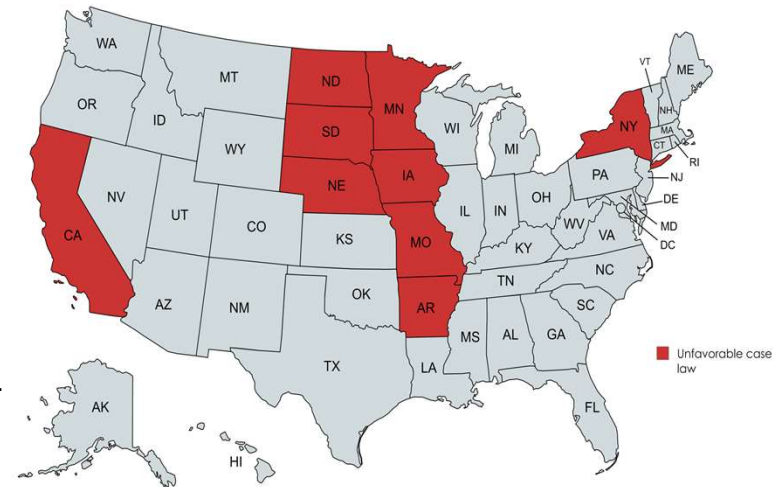 WA
MT
ND
MN
VT
ME
OR
ID
SD
WI
MI
NY
NH
MA
CT
RI
WY
NE
IA
PA
NJ
NV
UT
CO
IL
IN
OH
DE
MD
DC
CA
KS
MO
WV
VA
KY
AZ
NM
OK
AR
TN
NC
SC
TX
LA
MS
AL
GA
Unfavorable case
law
AK
HI
FL